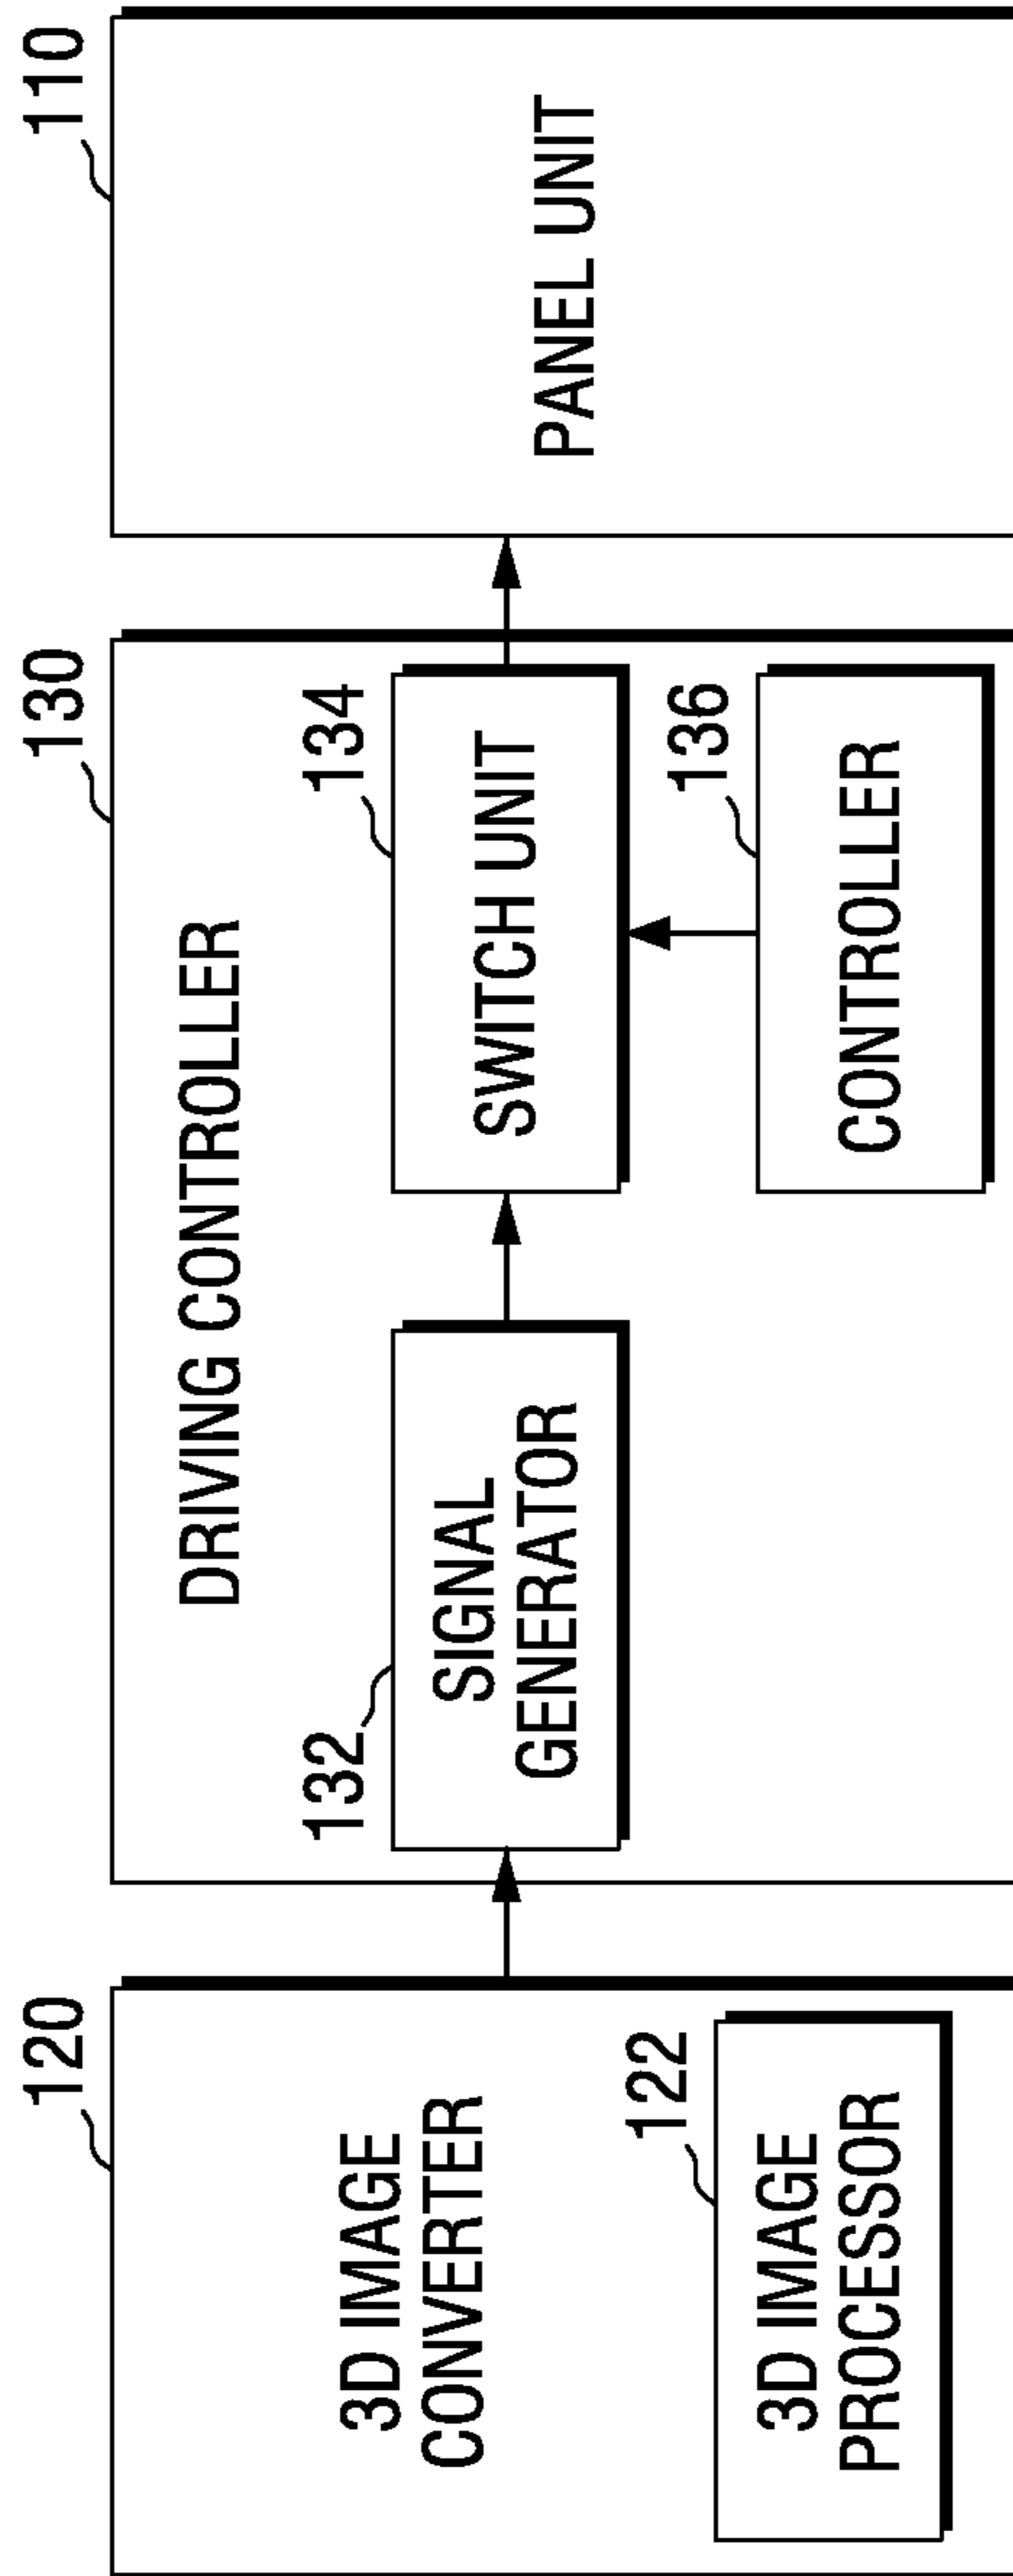 120
3D IMAGE
CONVERTER
122
3D IMAGE
PROCESSOR
130
DRIVING CONTROLLER
132
SIGNAL
GENERATOR
134
SWITCH UNIT
136
CONTROLLER
110
PANEL UNIT